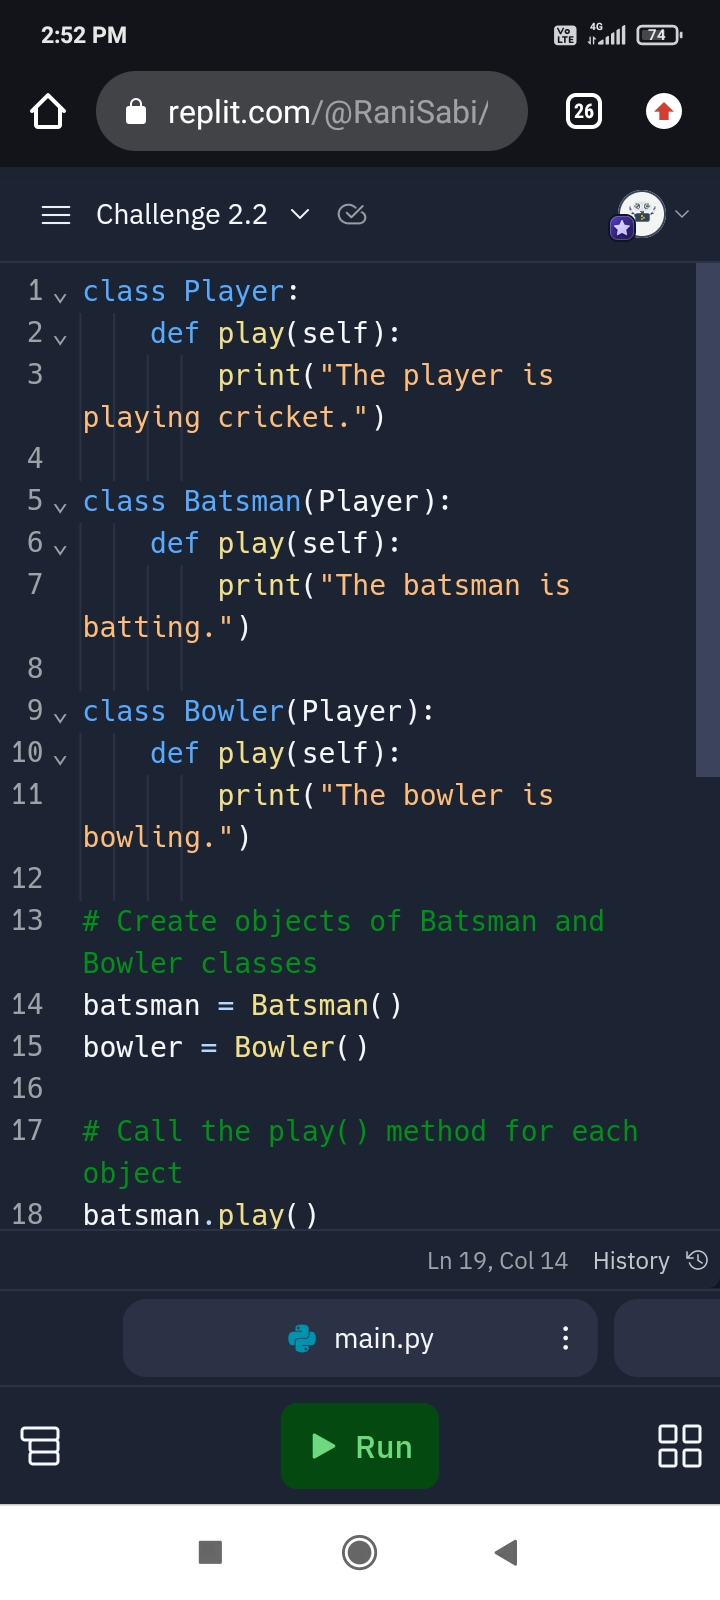 2:52 PM
Vo LTE 4G 74
replit.com/@RaniSabi/
26
Challenge 2.2
1 class Player:
2     def play(self):
3         print("The player is
playing cricket.")
4
5 class Batsman(Player):
6     def play(self):
7         print("The batsman is
batting.")
8
9 class Bowler(Player):
10     def play(self):
11         print("The bowler is
bowling.")
12
13 # Create objects of Batsman and
Bowler classes
14 batsman = Batsman()
15 bowler = Bowler()
16
17 # Call the play() method for each
object
18 batsman.play()
Ln 19, Col 14 History
main.py
Run